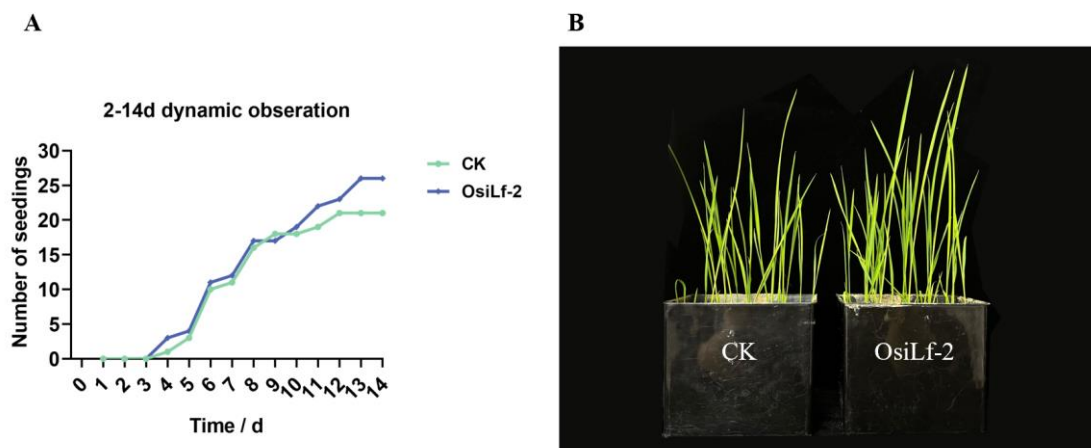 A
2-14d dynamic obseration
Number of seedings
30
25
20
15
10
5
0
0 1 2 3 4 5 6 7 8 9 10 11 12 13 14
Time / d
CK
OsiLf-2
B
CK
OsiLf-2